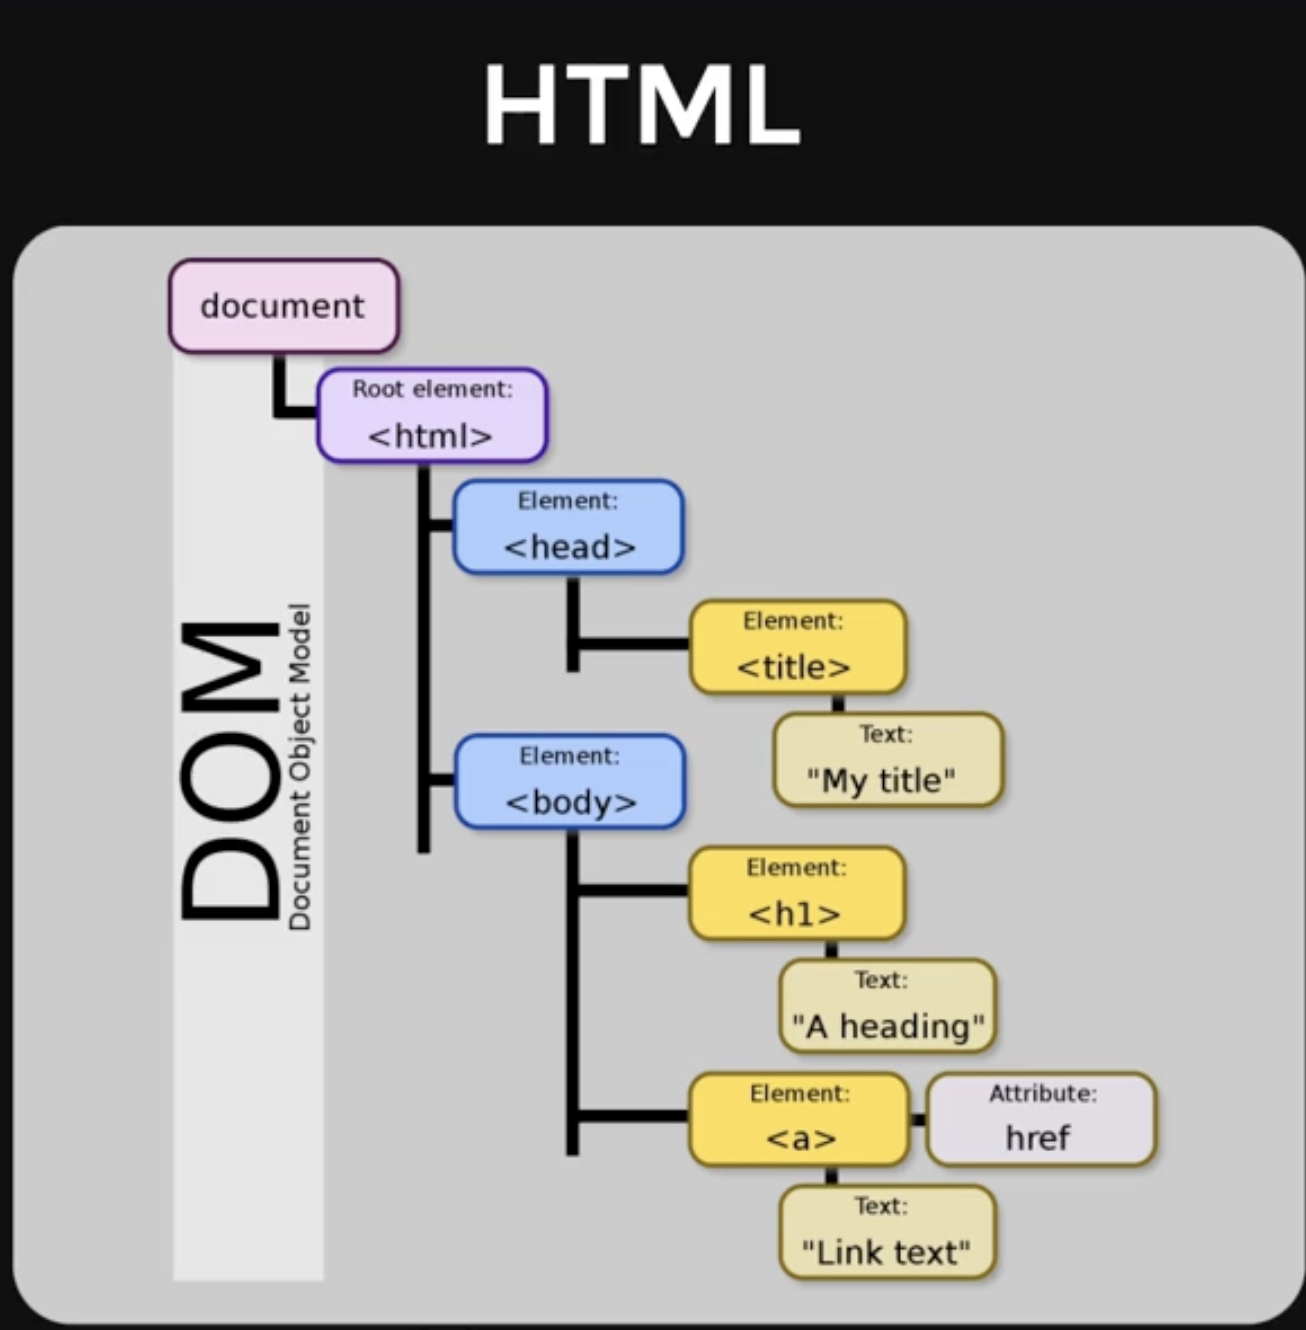 HTML
document
Root element:
<html>
Element:
<head>
Element:
<title>
Text:
"My title"
Element:
<body>
Element:
<h1>
Text:
"A heading"
Element:
<a>
Attribute:
href
Text:
"Link text"
DOM
Document Object Model